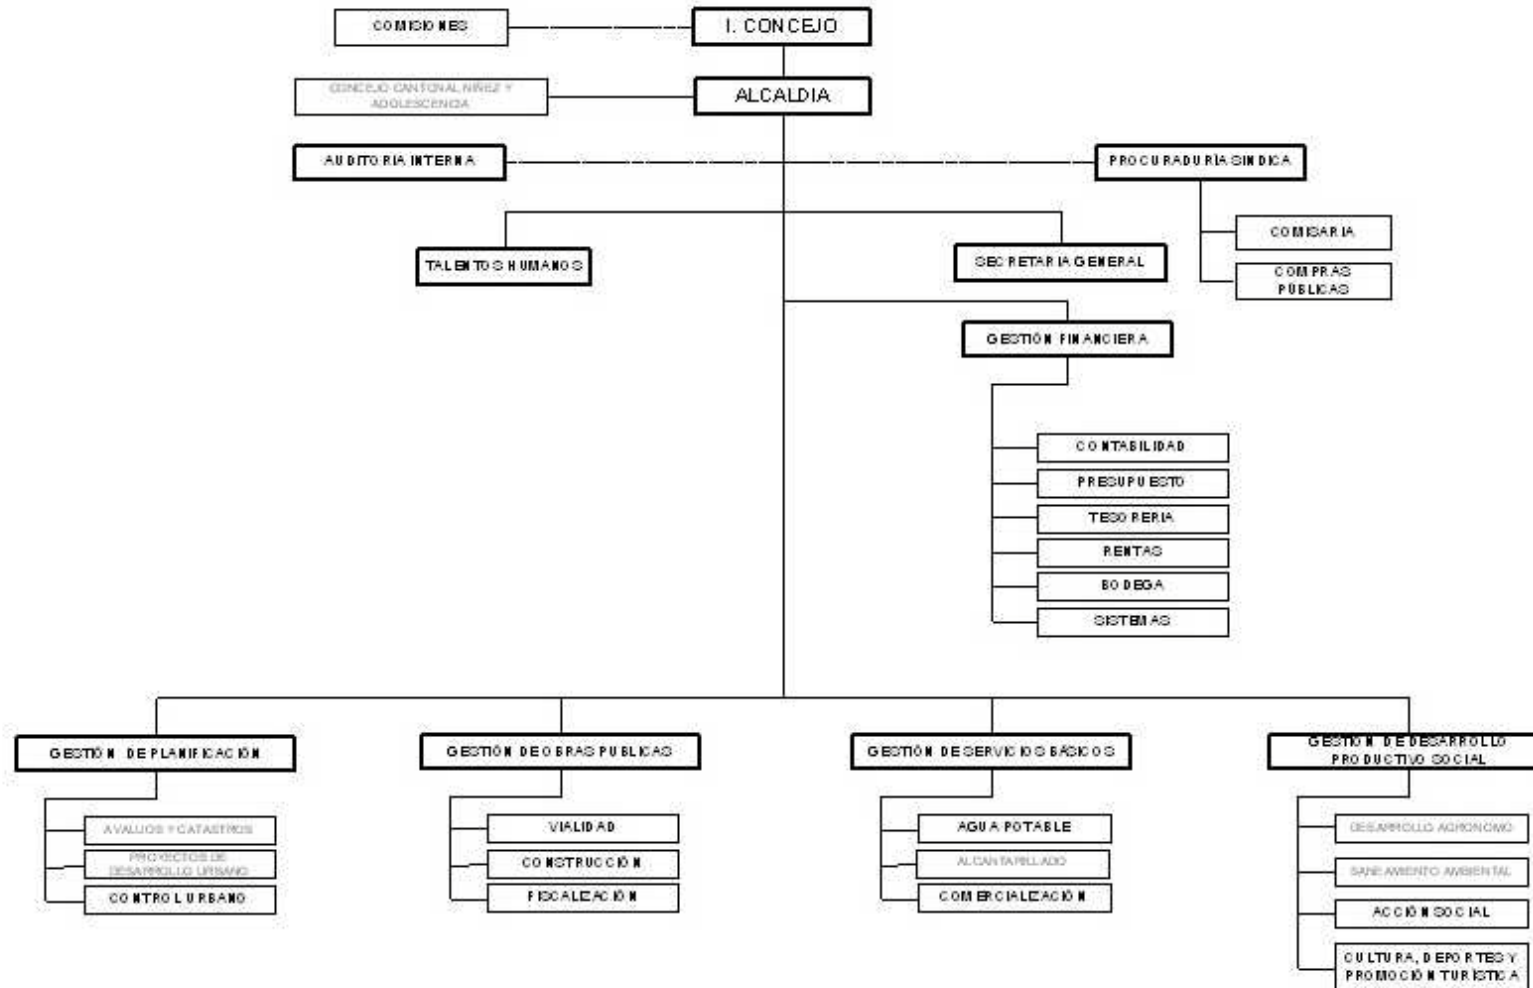 COMISIONES
I. CONCEJO
CONCEJO CANTONAL NIÑEZ Y
ADOLESCENCIA
ALCALDIA
AUDITORIA INTERNA
PROCURADURÍA SINDICA
COMISARIA
COMPRAS
PÚBLICAS
TALENTOS HUMANOS
SECRETARIA GENERAL
GESTIÓN FINANCIERA
CONTABILIDAD
PRESUPUESTO
TESORERIA
RENTAS
BODEGA
SISTEMAS
GESTIÓN DE PLANIFICACIÓN
AVALUOS Y CATASTROS
PROYECTOS DE
DESARROLLO URBANO
CONTROL URBANO
GESTIÓN DE OBRAS PUBLICAS
VIALIDAD
CONSTRUCCIÓN
FISCALIZACIÓN
GESTIÓN DE SERVICIOS BÁSICOS
AGUA POTABLE
ALCANTARILLADO
COMERCIALIZACIÓN
GESTIÓN DE DESARROLLO
PRODUCTIVO SOCIAL
DESARROLLO AGRONOMO
SANEAMIENTO AMBIENTAL
ACCIÓN SOCIAL
CULTURA, DEPORTES Y
PROMOCIÓN TURÍSTICA